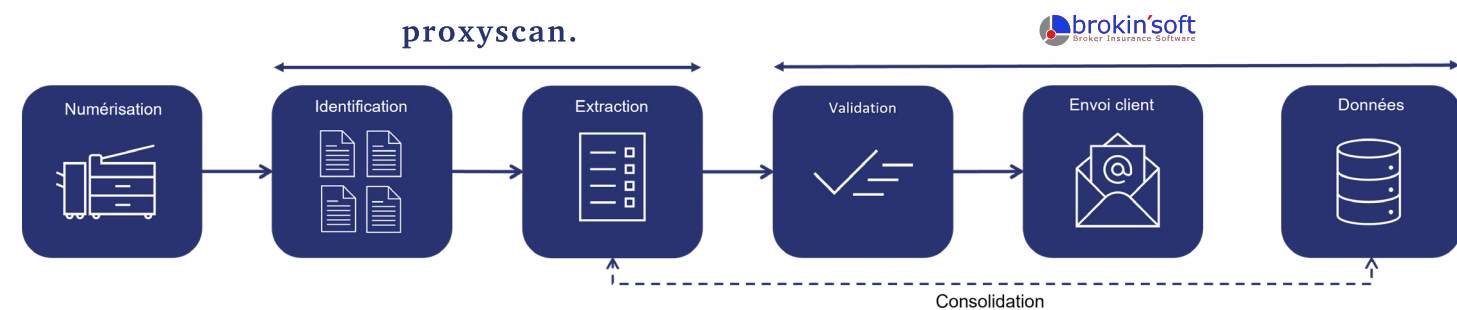 proxyscan.
brokin'soft
Broker Insurance Software
Numérisation
Identification
Extraction
Validation
Envoi client
Données
@
Consolidation